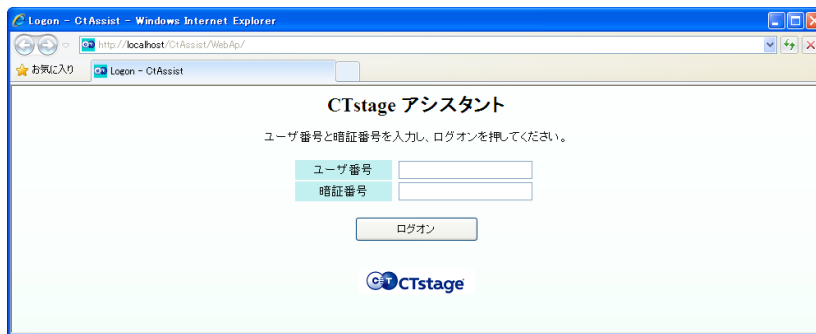 Logon - CtAssist - Windows Internet Explorer
http://localhost/CtAssist/WebAp/
お気に入り
Logon - CtAssist
CTstage アシスタント
ユーザ番号と暗証番号を入力し、ログオンを押してください。
ユーザ番号
暗証番号
ログオン
CT CTstage